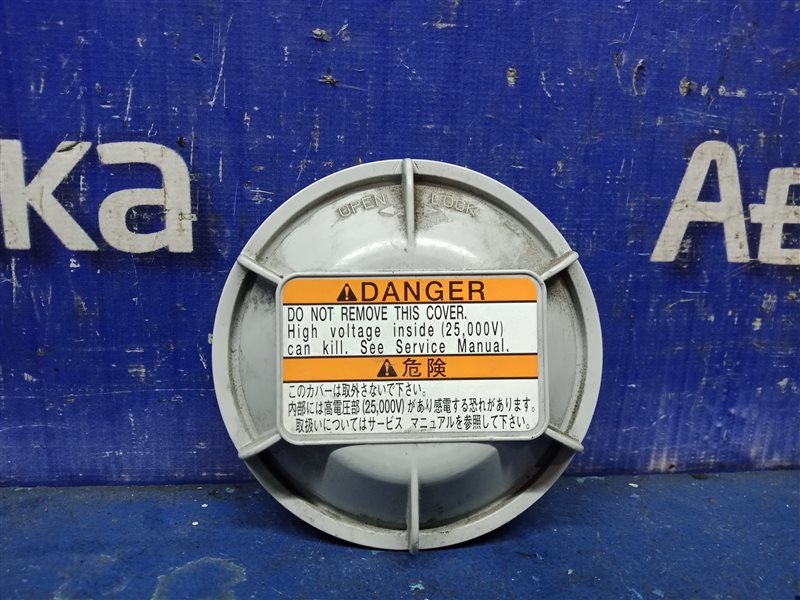 ка
АВ
OPEN LOCK
⚠DANGER
DO NOT REMOVE THIS COVER.
High voltage inside (25,000V)
can kill. See Service Manual.
⚠危険
このカバーは取外さないで下さい。
内部には高電圧部(25,000V)があり感電する恐れがあります。
取扱いについてはサービス マニュアルを参照して下さい。